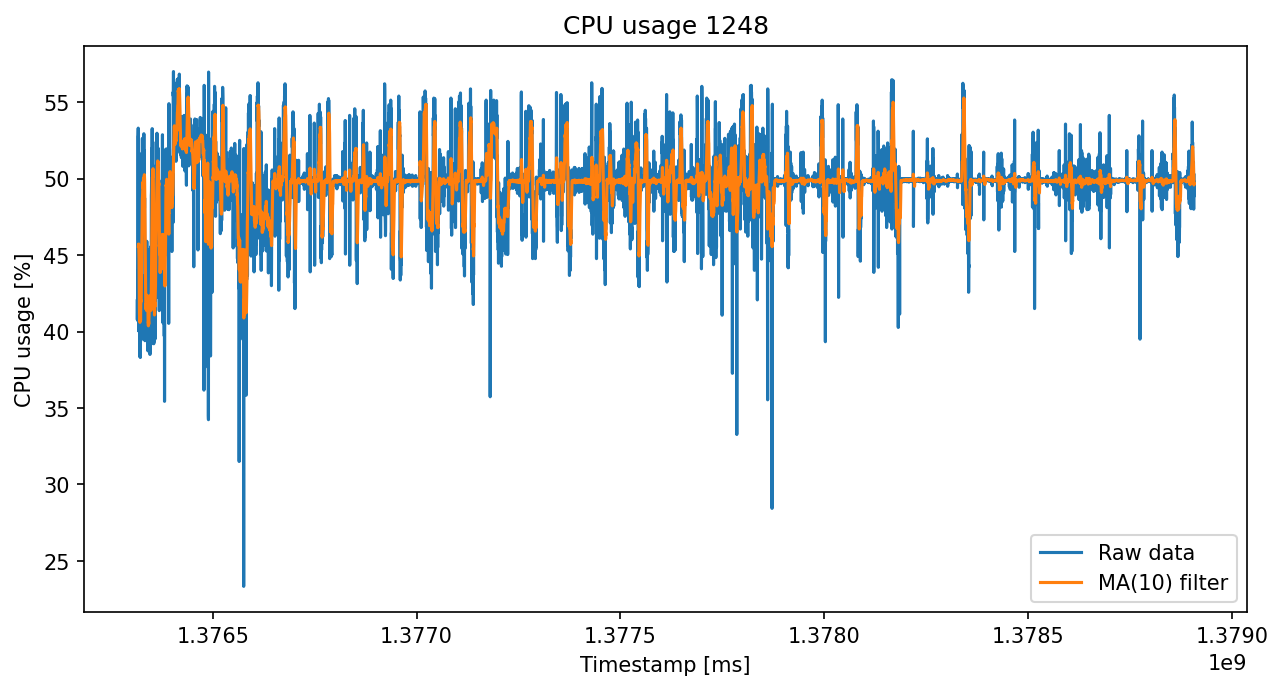 CPU usage 1248
CPU usage [%]
55
50
45
40
35
30
25
Raw data
MA(10) filter
1.3765 1.3770 1.3775 1.3780 1.3785 1.3790
1e9
Timestamp [ms]